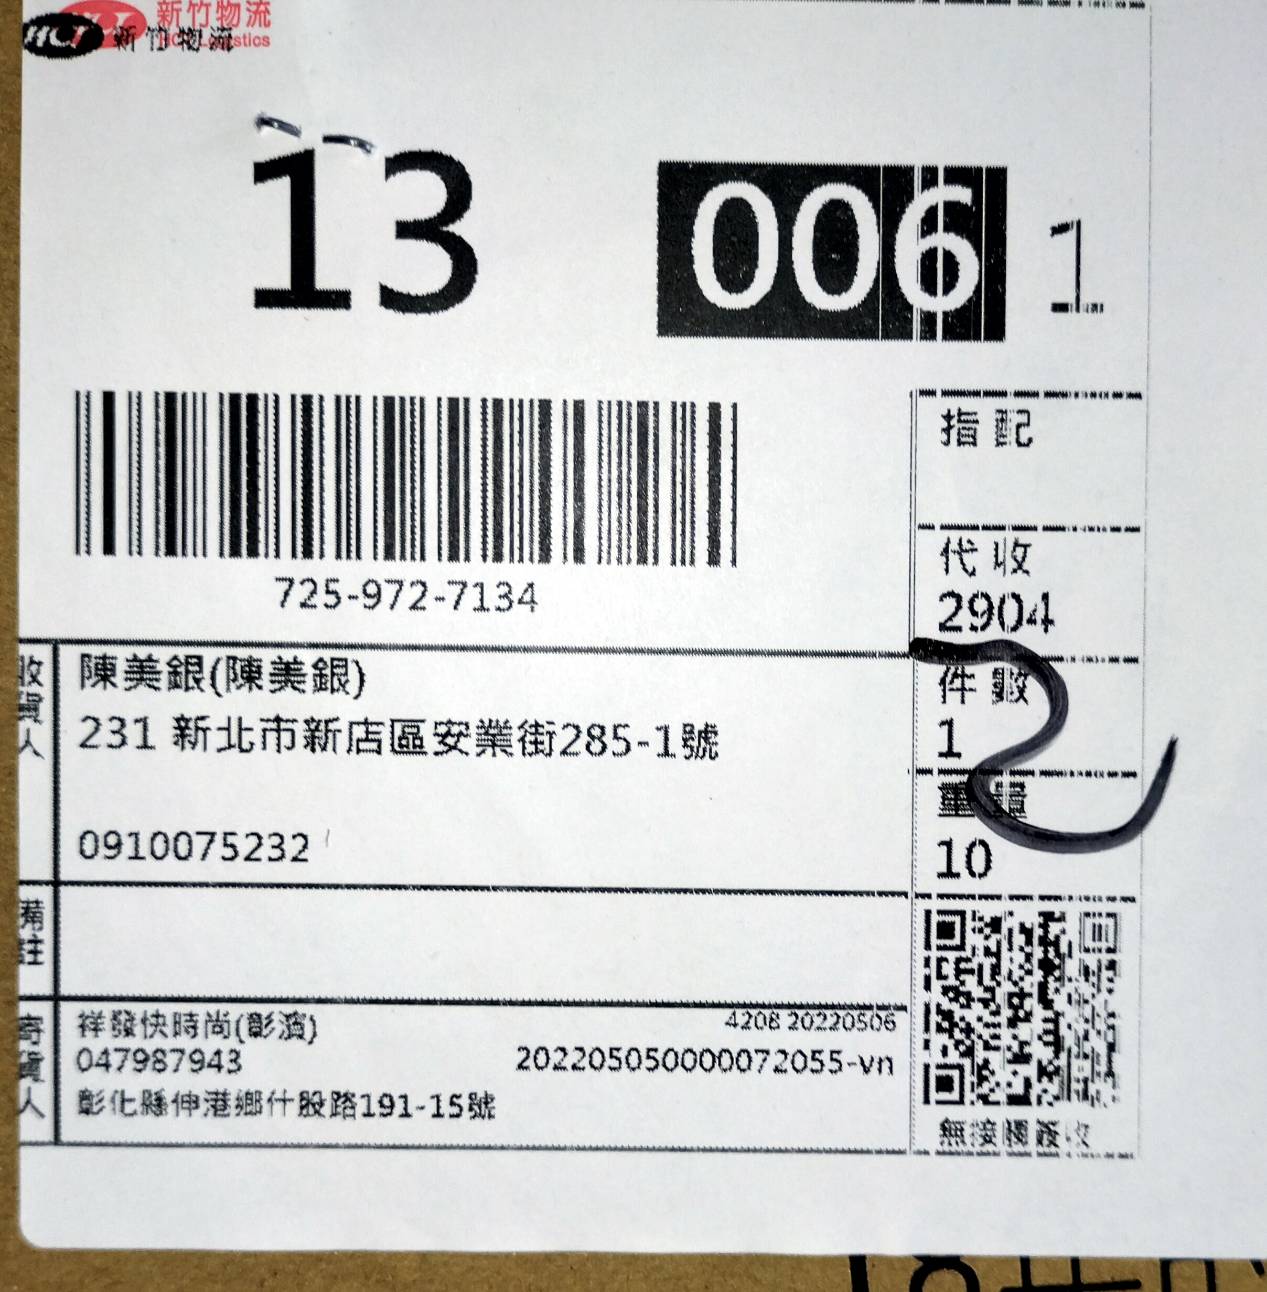 新竹物流
HCT Logistics
HCT 新竹物流
13 006 1
指配
725-972-7134
代收
2904
收貨人
陳美銀(陳美銀)
231 新北市新店區安業街285-1號
0910075232
件數
1
重量
10
備註
寄貨人
祥發快時尚(彰濱)
4208 20220506
047987943
202205050000072055-vn
彰化縣伸港鄉什股路191-15號
無接觸簽收